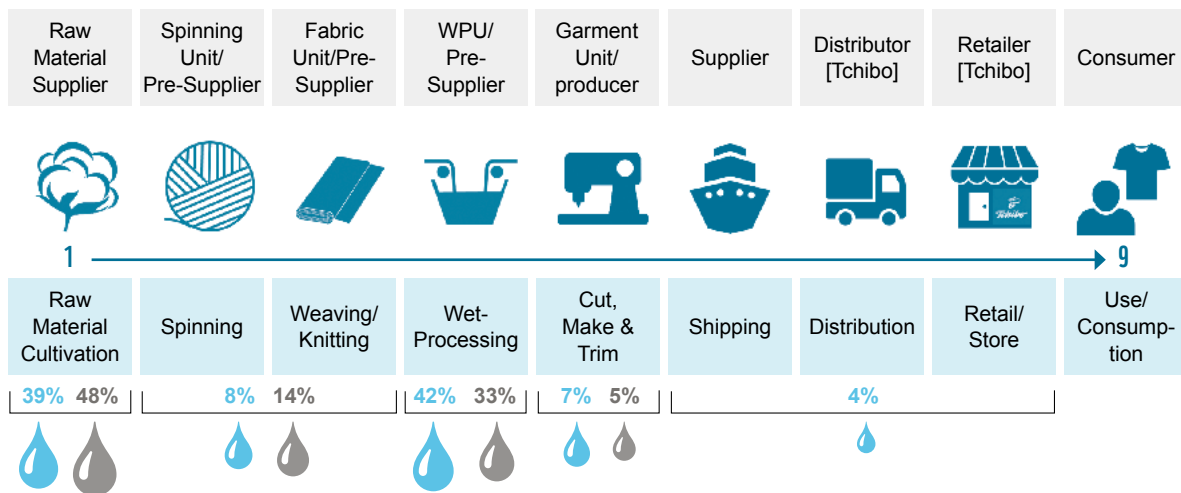 Raw
Material
Supplier
Spinning
Unit/
Pre-Supplier
Fabric
Unit/Pre-
Supplier
WPU/
Pre-
Supplier
Garment
Unit/
producer
Supplier
Distributor
[Tchibo]
Retailer
[Tchibo]
Consumer
Tchibo
1
9
Raw
Material
Cultivation
Spinning
Weaving/
Knitting
Wet-
Processing
Cut,
Make &
Trim
Shipping
Distribution
Retail/
Store
Use/
Consump-
tion
39% 48%
8% 14%
42% 33%
7% 5%
4%